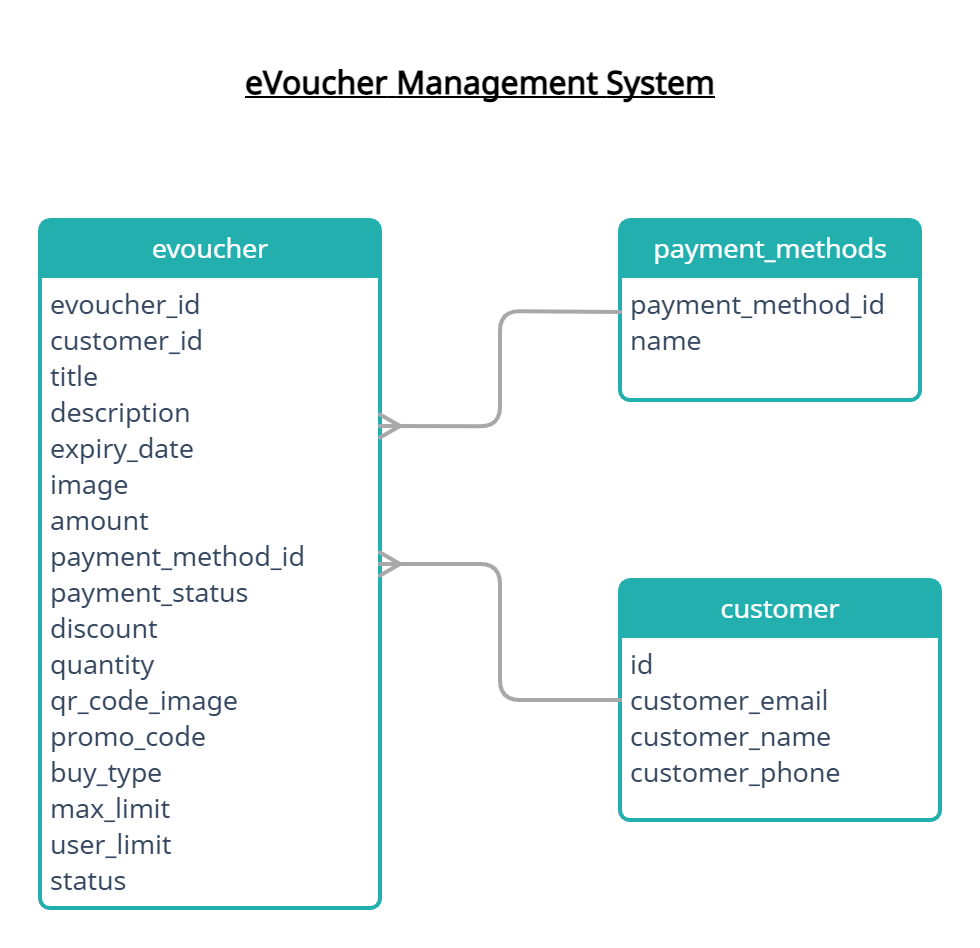 eVoucher Management System
evoucher
evoucher_id
customer_id
title
description
expiry_date
image
amount
payment_method_id
payment_status
discount
quantity
qr_code_image
promo_code
buy_type
max_limit
user_limit
status
payment_methods
payment_method_id
name
customer
id
customer_email
customer_name
customer_phone